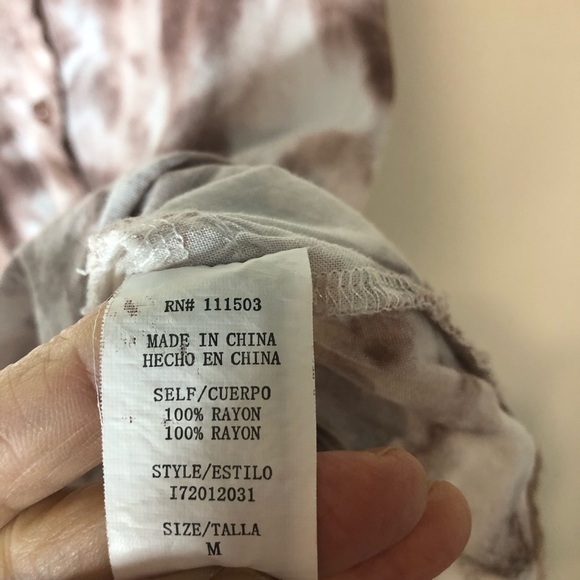 RN# 111503
MADE IN CHINA
HECHO EN CHINA
SELF/CUERPO
100% RAYON
100% RAYON
STYLE/ESTILO
I72012031
SIZE/TALLA
M